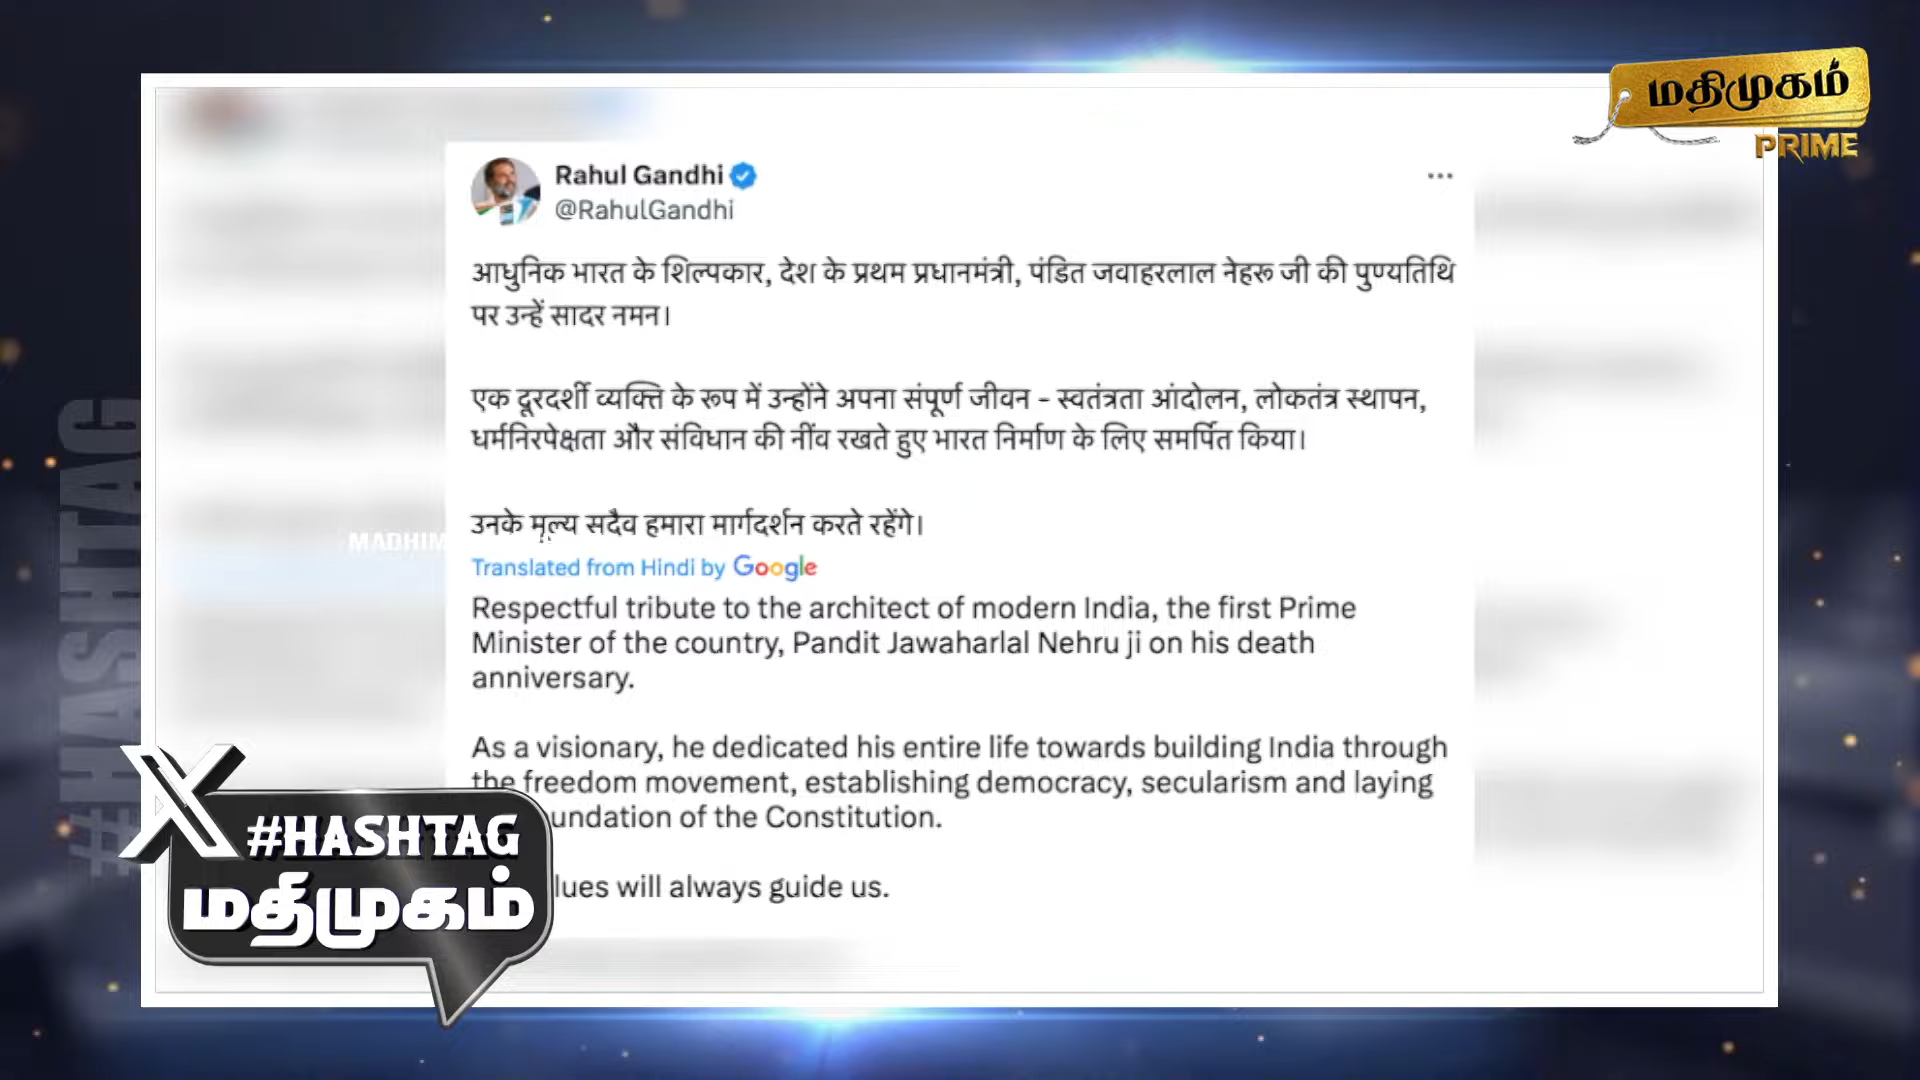 மதிமுகம்
PRIME
Rahul Gandhi
@RahulGandhi
आधुनिक भारत के शिल्पकार, देश के प्रथम प्रधानमंत्री, पंडित जवाहरलाल नेहरू जी की पुण्यतिथि
पर उन्हें सादर नमन।
एक दूरदर्शी व्यक्ति के रूप में उन्होंने अपना संपूर्ण जीवन - स्वतंत्रता आंदोलन, लोकतंत्र स्थापन,
धर्मनिरपेक्षता और संविधान की नींव रखते हुए भारत निर्माण के लिए समर्पित किया।
उनके मूल्य सदैव हमारा मार्गदर्शन करते रहेंगे।
MADHIM
Translated from Hindi by Google
Respectful tribute to the architect of modern India, the first Prime
Minister of the country, Pandit Jawaharlal Nehru ji on his death
anniversary.
As a visionary, he dedicated his entire life towards building India through
the freedom movement, establishing democracy, secularism and laying
undation of the Constitution.
lues will always guide us.
#HASHTAG
#HASHTAG
மதிமுகம்